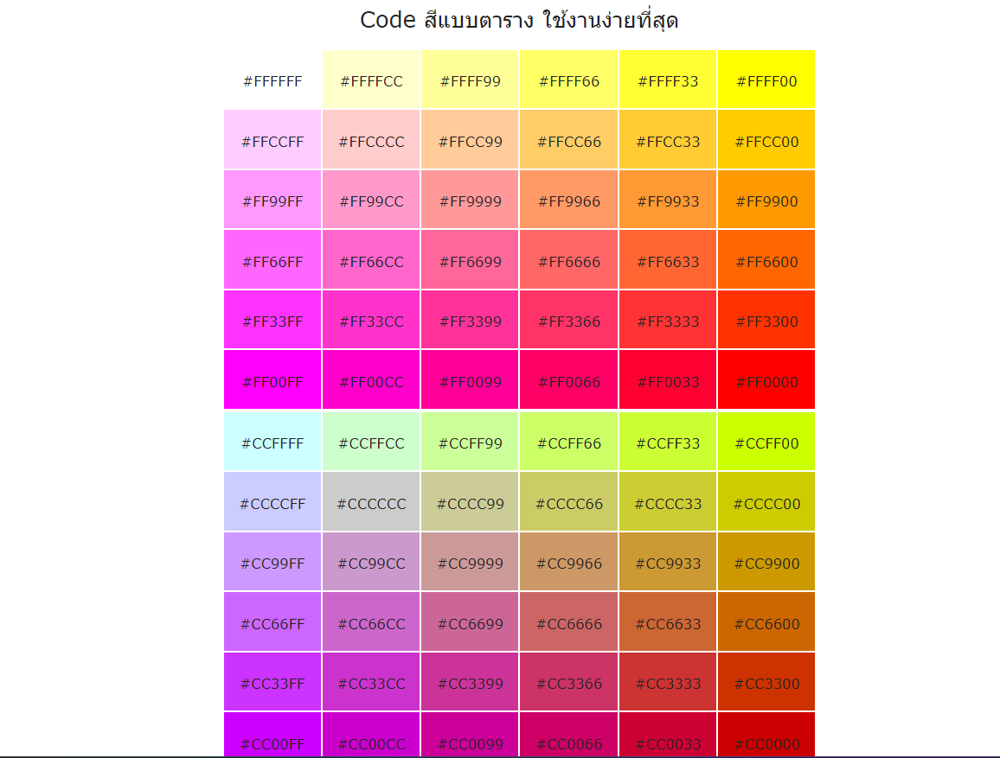 Code สีแบบตาราง ใช้งานง่ายที่สุด
#FFFFFF #FFFFCC #FFFF99 #FFFF66 #FFFF33 #FFFF00
#FFCCFF #FFCCCC #FFCC99 #FFCC66 #FFCC33 #FFCC00
#FF99FF #FF99CC #FF9999 #FF9966 #FF9933 #FF9900
#FF66FF #FF66CC #FF6699 #FF6666 #FF6633 #FF6600
#FF33FF #FF33CC #FF3399 #FF3366 #FF3333 #FF3300
#FF00FF #FF00CC #FF0099 #FF0066 #FF0033 #FF0000
#CCFFFF #CCFFCC #CCFF99 #CCFF66 #CCFF33 #CCFF00
#CCCCFF #CCCCCC #CCCC99 #CCCC66 #CCCC33 #CCCC00
#CC99FF #CC99CC #CC9999 #CC9966 #CC9933 #CC9900
#CC66FF #CC66CC #CC6699 #CC6666 #CC6633 #CC6600
#CC33FF #CC33CC #CC3399 #CC3366 #CC3333 #CC3300
#CC00FF #CC00CC #CC0099 #CC0066 #CC0033 #CC0000